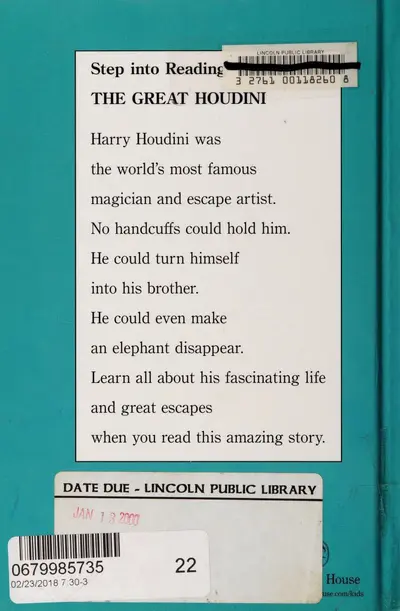 LINCOLN PUBLIC LIBRARY
3 2761 00118260 8
Step into Reading
THE GREAT HOUDINI
Harry Houdini was
the world's most famous
magician and escape artist.
No handcuffs could hold him.
He could turn himself
into his brother.
He could even make
an elephant disappear.
Learn all about his fascinating life
and great escapes
when you read this amazing story.
DATE DUE - LINCOLN PUBLIC LIBRARY
JAN 1 2000
0679985735
22
02/23/2018 7:30-3
House
use.com/kids